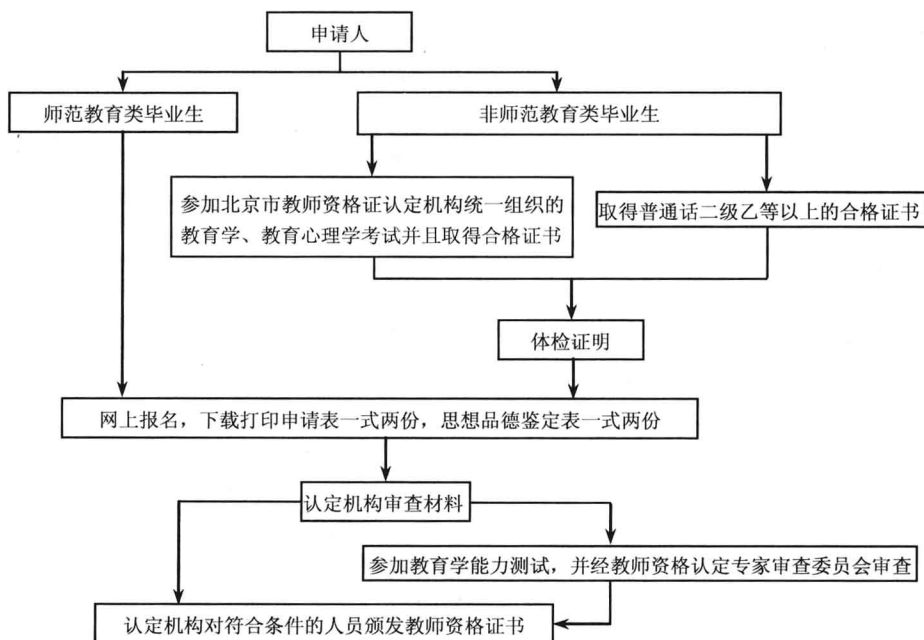 申请人
师范教育类毕业生
非师范教育类毕业生
参加北京市教师资格证认定机构统一组织的
教育学、教育心理学考试并且取得合格证书
取得普通话二级乙等以上的合格证书
体检证明
网上报名，下载打印申请表一式两份，思想品德鉴定表一式两份
认定机构审查材料
参加教育学能力测试，并经教师资格认定专家审查委员会审查
认定机构对符合条件的人员颁发教师资格证书